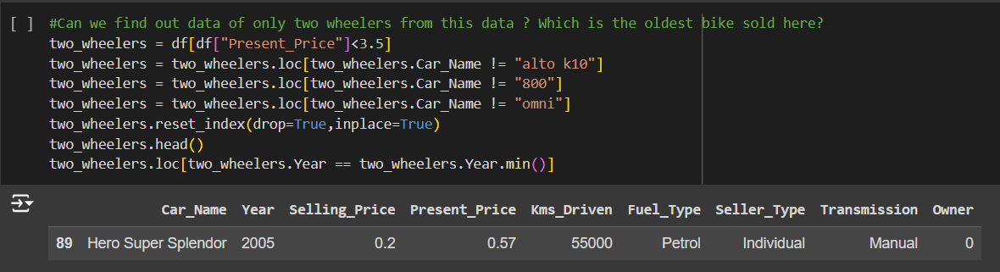 [ ] #Can we find out data of only two wheelers from this data ? Which is the oldest bike sold here?
two_wheelers = df[df["Present_Price"]<3.5]
two_wheelers = two_wheelers.loc[two_wheelers.Car_Name != "alto k10"]
two_wheelers = two_wheelers.loc[two_wheelers.Car_Name != "800"]
two_wheelers = two_wheelers.loc[two_wheelers.Car_Name != "omni"]
two_wheelers.reset_index(drop=True,inplace=True)
two_wheelers.head()
two_wheelers.loc[two_wheelers.Year == two_wheelers.Year.min()]
Car_Name Year Selling_Price Present_Price Kms_Driven Fuel_Type Seller_Type Transmission Owner
89 Hero Super Splendor 2005 0.2 0.57 55000 Petrol Individual Manual 0